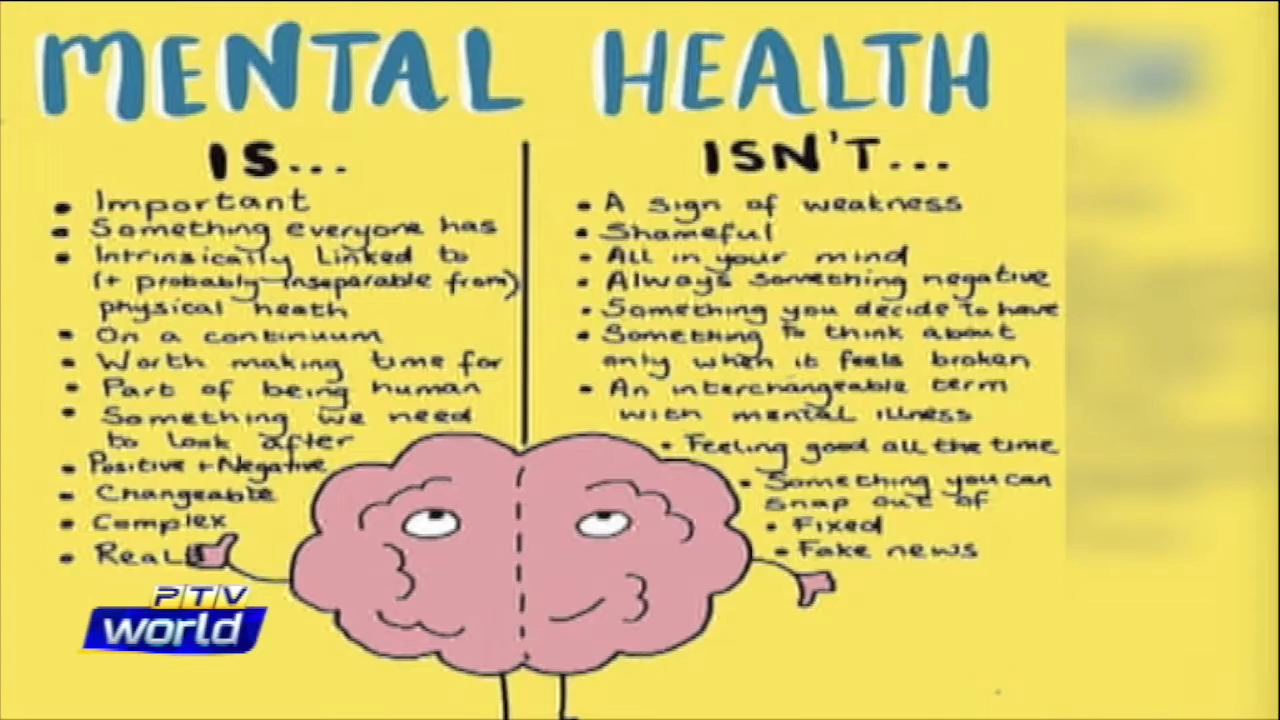 MENTAL HEALTH
IS...
• Important
• Something everyone has
• Intrinsically linked to
(+ probably inseparable from)
physical heath
• On a continuum
• Worth making time for
• Part of being human
• Something we need
to look after
• Positive + Negative
• Changeable
• Complex
• Real
ISN'T...
• A sign of weakness
• Shameful
• All in your mind
• Always something negative
• Something you decide to have
• Something to think about
only when it feels broken
• An interchangeable term
with mental illness
• Feeling good all the time
• Something you can
snap out of
• Fixed
• Fake news
PTV
world